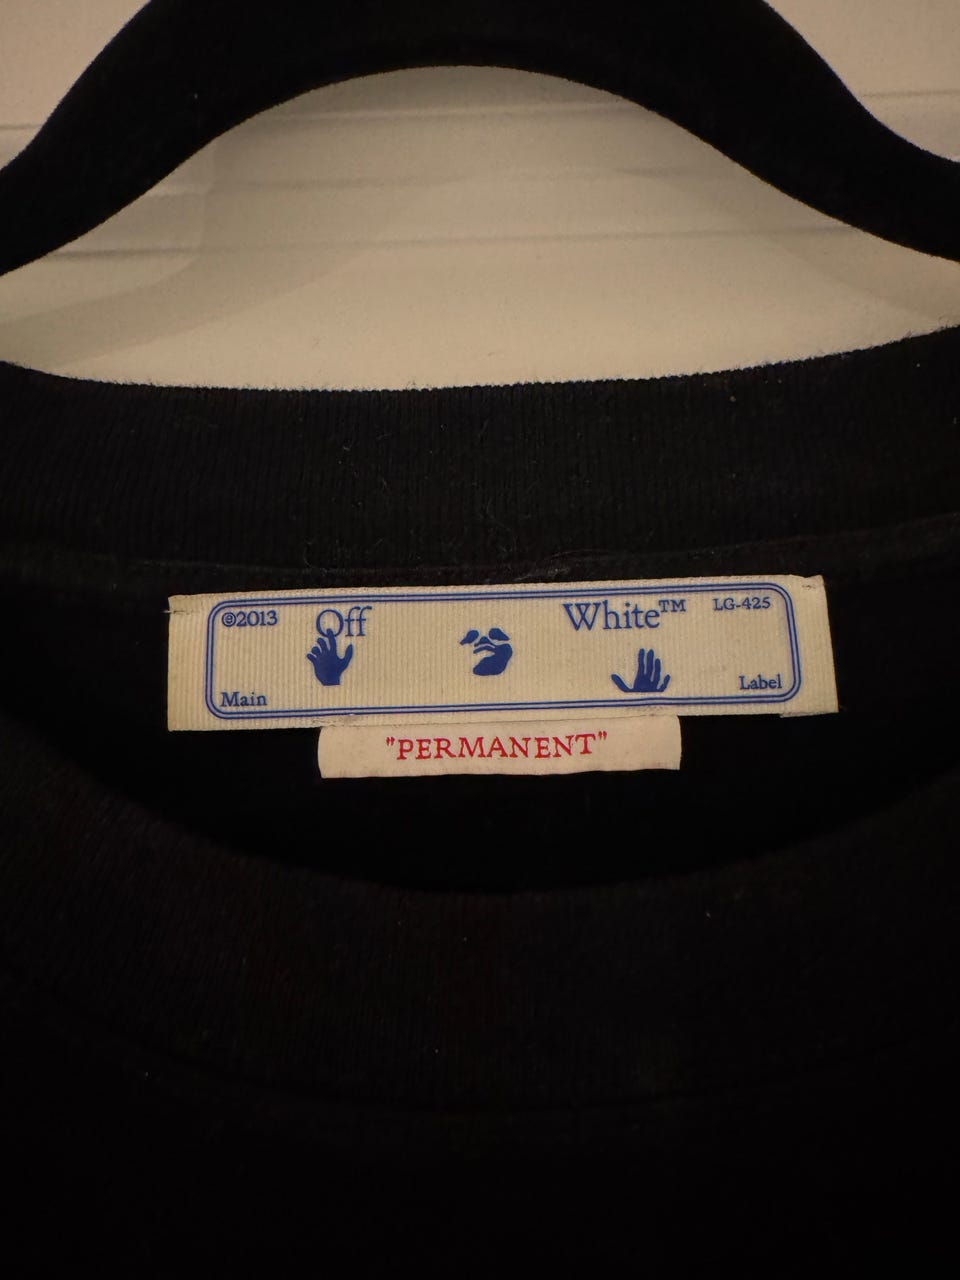 ©2013 Off White™ LG-425
Main Label
"PERMANENT"